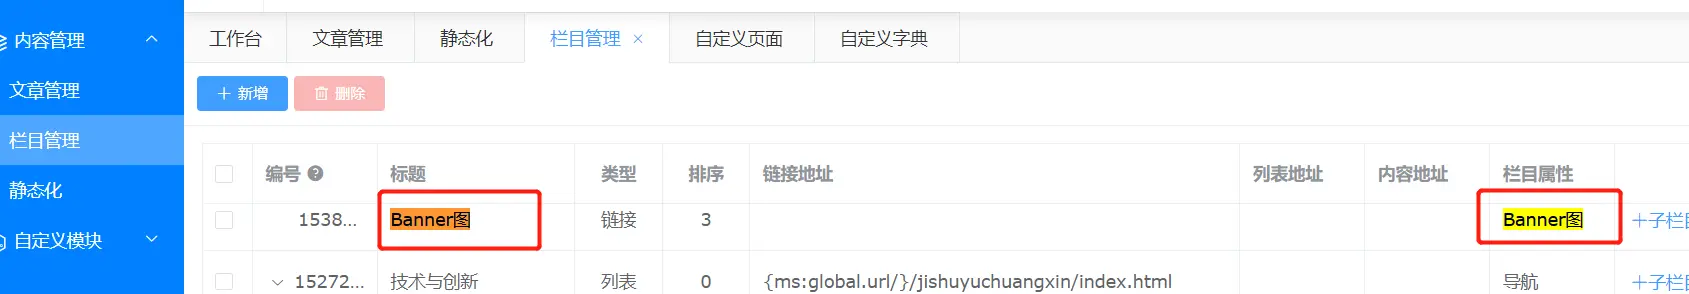 内容管理
文章管理
栏目管理
静态化
自定义模块
工作台 文章管理 静态化 栏目管理 × 自定义页面 自定义字典
+ 新增 删除
编号 ? 标题 类型 排序 链接地址 列表地址 内容地址 栏目属性
1538... Banner图 链接 3 Banner图 +子栏目
15272... 技术与创新 列表 0 {ms:global.url/}/jishuyuchuangxin/index.html 导航 +子栏目